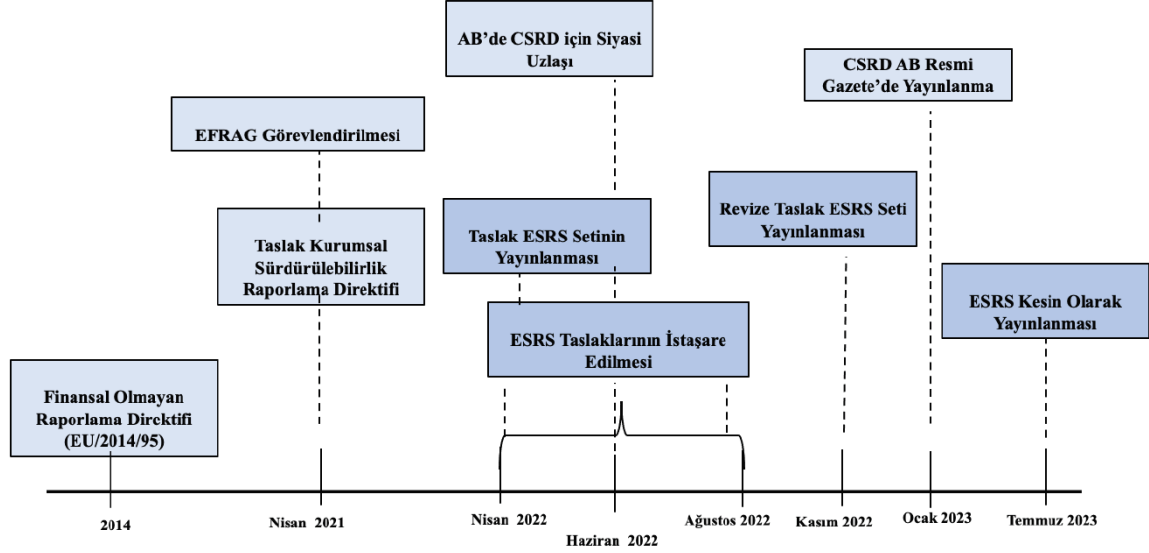 AB’de CSRD için Siyasi
Uzlaşı
CSRD AB Resmi
Gazete’de Yayınlanma
EFRAG Görevlendirilmesi
Revize Taslak ESRS Seti
Yayınlanması
Taslak Kurumsal
Sürdürülebilirlik
Raporlama Direktifi
Taslak ESRS Setinin
Yayınlanması
ESRS Kesin Olarak
Yayınlanması
ESRS Taslaklarının İstaşare
Edilmesi
Finansal Olmayan
Raporlama Direktifi
(EU/2014/95)
2014
Nisan 2021
Nisan 2022
Haziran 2022
Ağustos 2022
Kasım 2022
Ocak 2023
Temmuz 2023